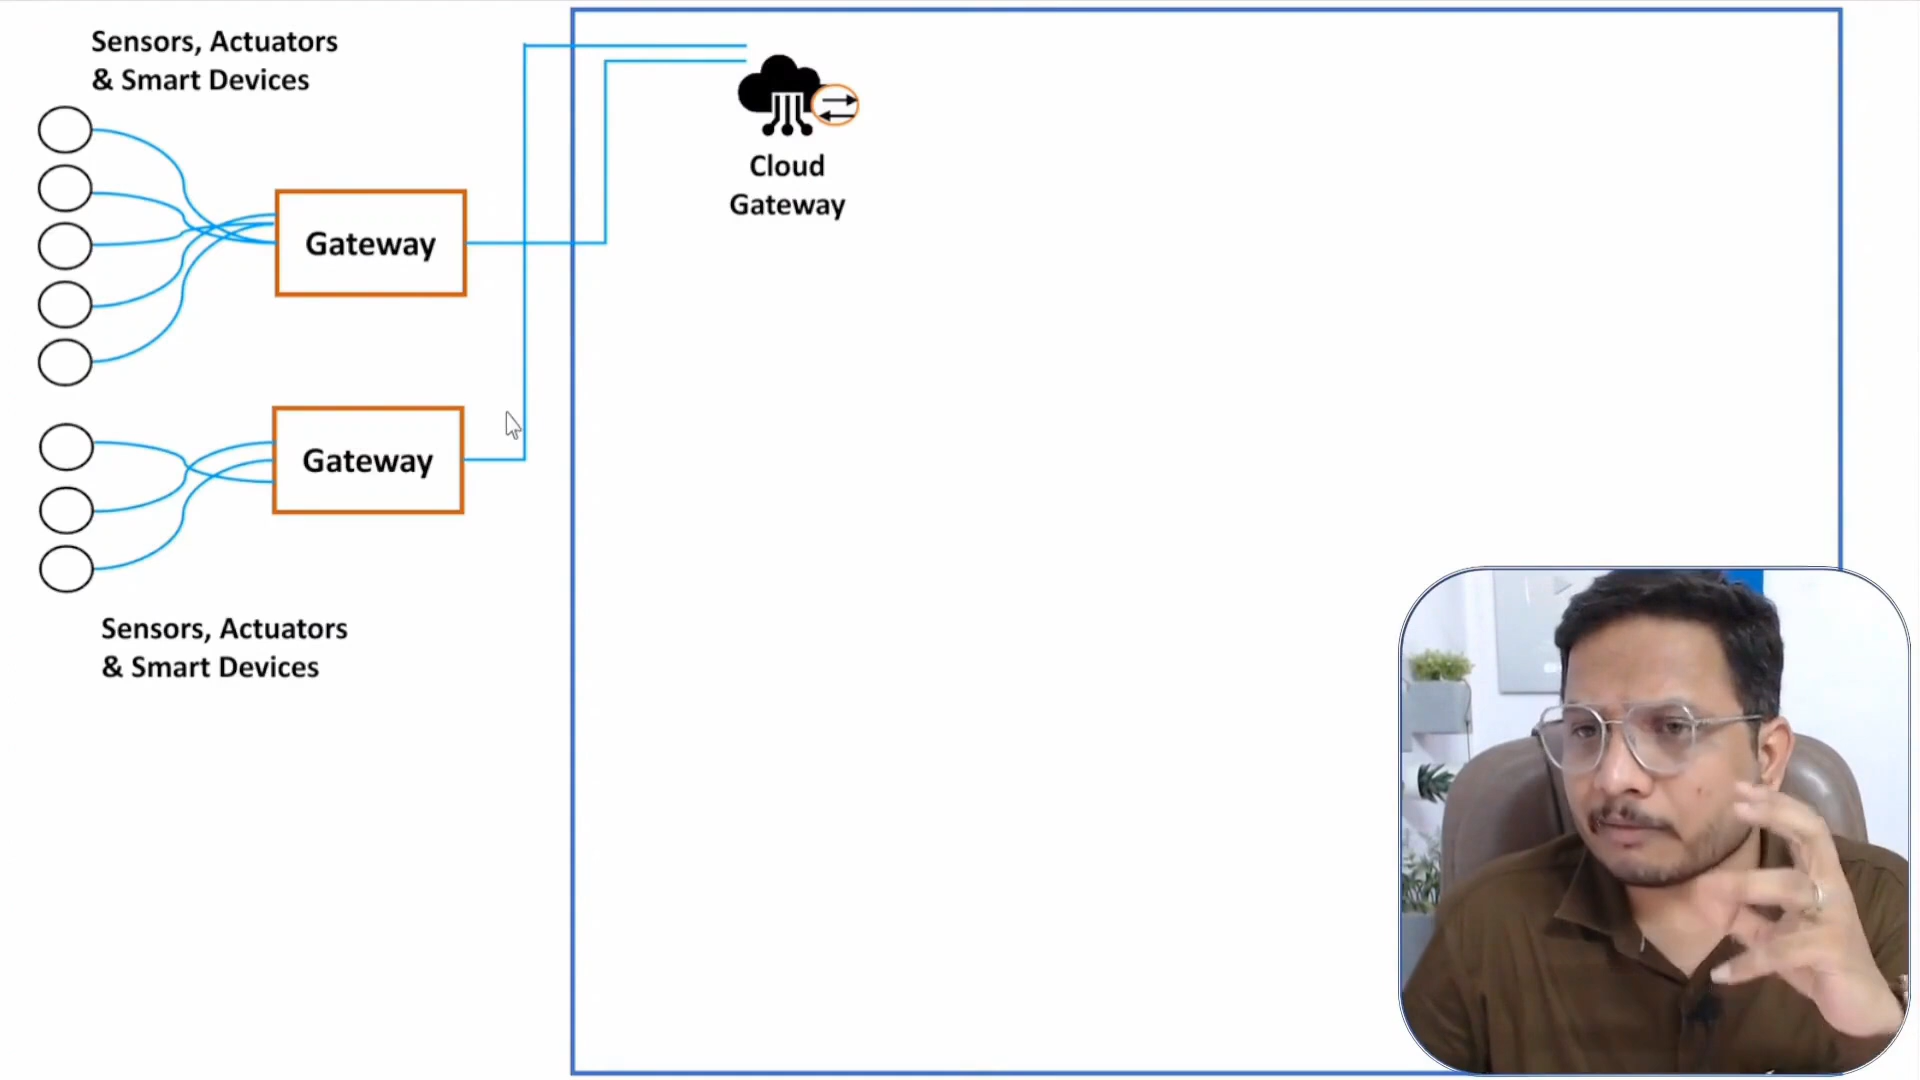 Sensors, Actuators
& Smart Devices
Gateway
Cloud
Gateway
Gateway
Sensors, Actuators
& Smart Devices